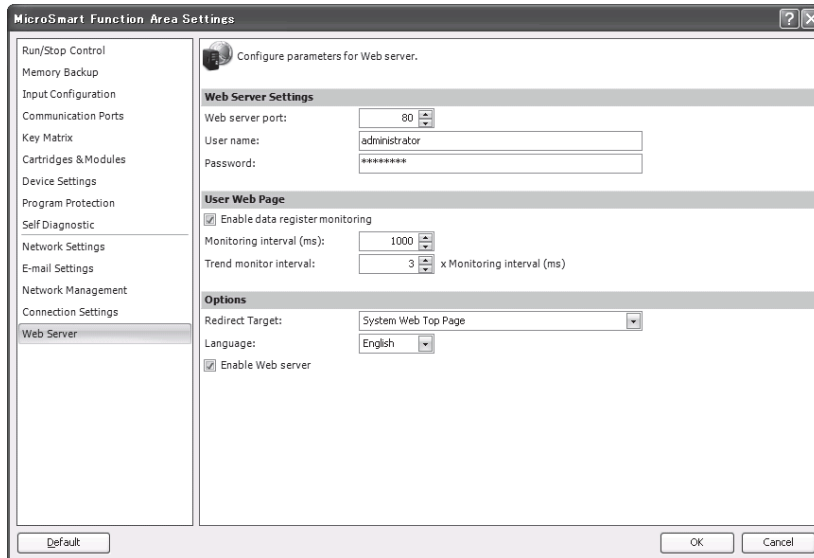 MicroSmart Function Area Settings
Run/Stop Control
Memory Backup
Input Configuration
Communication Ports
Key Matrix
Cartridges & Modules
Device Settings
Program Protection
Self Diagnostic
Network Settings
E-mail Settings
Network Management
Connection Settings
Web Server
Configure parameters for Web server.
Web Server Settings
Web server port: 80
User name: administrator
Password: ********
User Web Page
Enable data register monitoring
Monitoring interval (ms): 1000
Trend monitor interval: 3 x Monitoring interval (ms)
Options
Redirect Target: System Web Top Page
Language: English
Enable Web server
Default OK Cancel